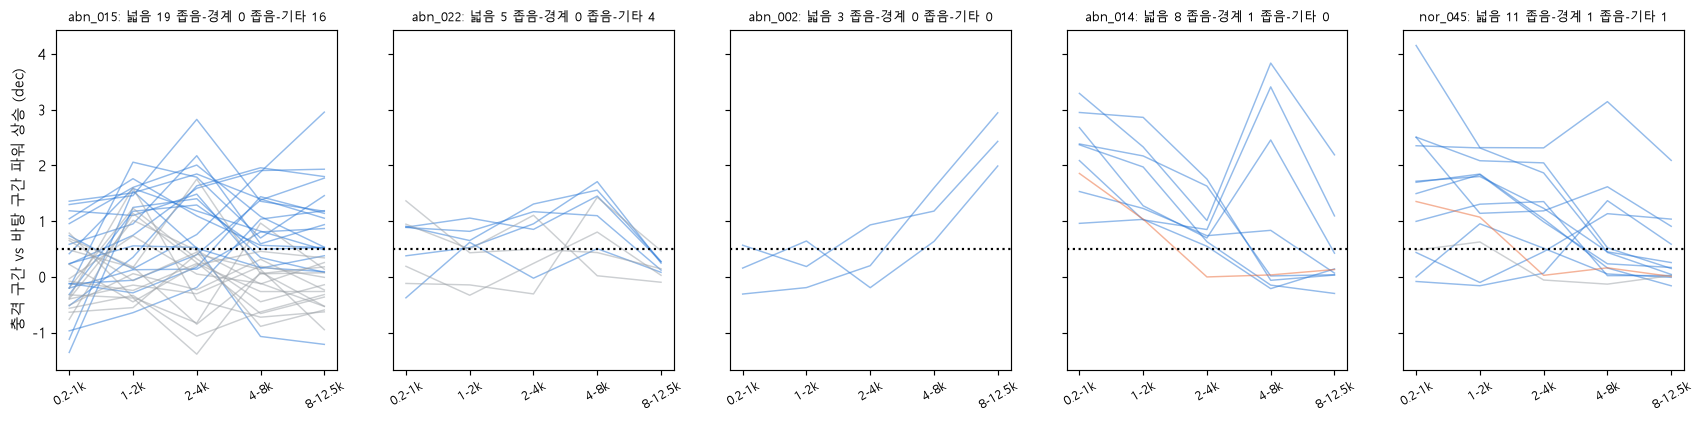 abn_015: 넓음 19 좁음-경계 0 좁음-기타 16
abn_022: 넓음 5 좁음-경계 0 좁음-기타 4
abn_002: 넓음 3 좁음-경계 0 좁음-기타 0
abn_014: 넓음 8 좁음-경계 1 좁음-기타 0
nor_045: 넓음 11 좁음-경계 1 좁음-기타 1
충격 구간 vs 바탕 구간 파워 상승 (dec)
4
3
2
1
0
-1
0.2-1k 1-2k 2-4k 4-8k 8-12.5k
0.2-1k 1-2k 2-4k 4-8k 8-12.5k
0.2-1k 1-2k 2-4k 4-8k 8-12.5k
0.2-1k 1-2k 2-4k 4-8k 8-12.5k
0.2-1k 1-2k 2-4k 4-8k 8-12.5k